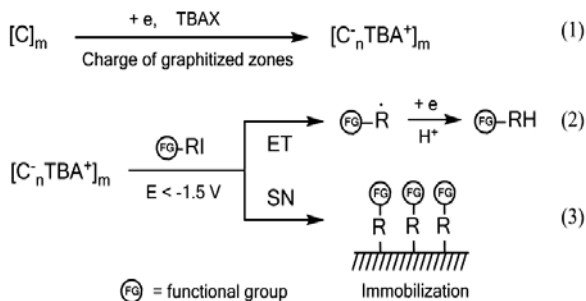 [C]m + e, TBAX [C⁻nTBA⁺]m (1)
Charge of graphitized zones
FG RI ET FG Ṙ + e H⁺ FG RH (2)
[C⁻nTBA⁺]m E < -1.5 V
SN FG FG FG
R R R (3)
FG = functional group Immobilization